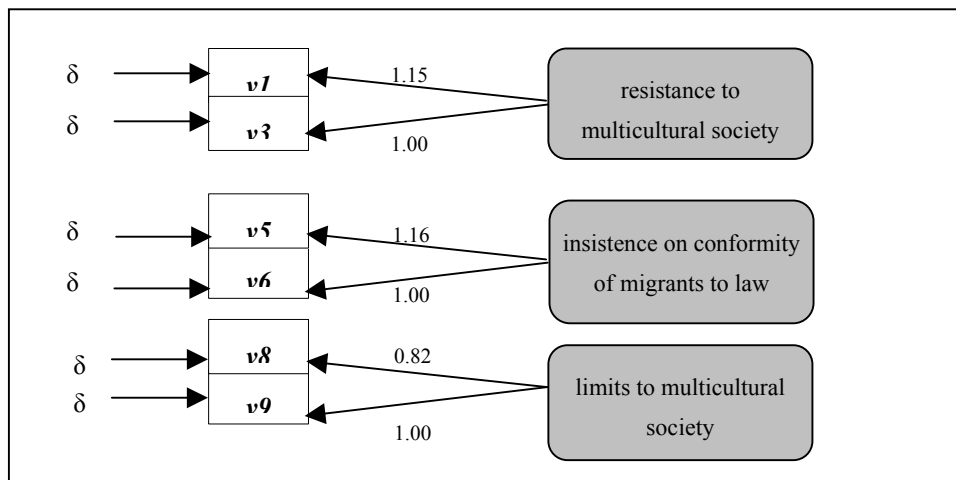 δ v1 1.15 resistance to
δ v3 1.00 multicultural society
δ v5 1.16 insistence on conformity
δ v6 1.00 of migrants to law
δ v8 0.82 limits to multicultural
δ v9 1.00 society